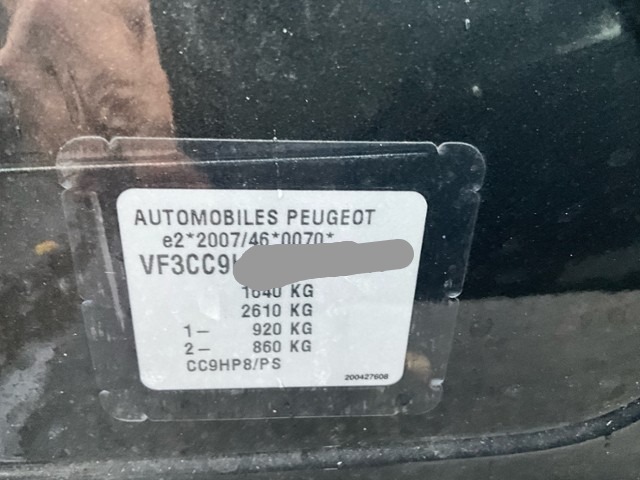 AUTOMOBILES PEUGEOT
e2*2007/46*0070*
VF3CC9H
1640 KG
2610 KG
1– 920 KG
2– 860 KG
CC9HP8/PS
200427608